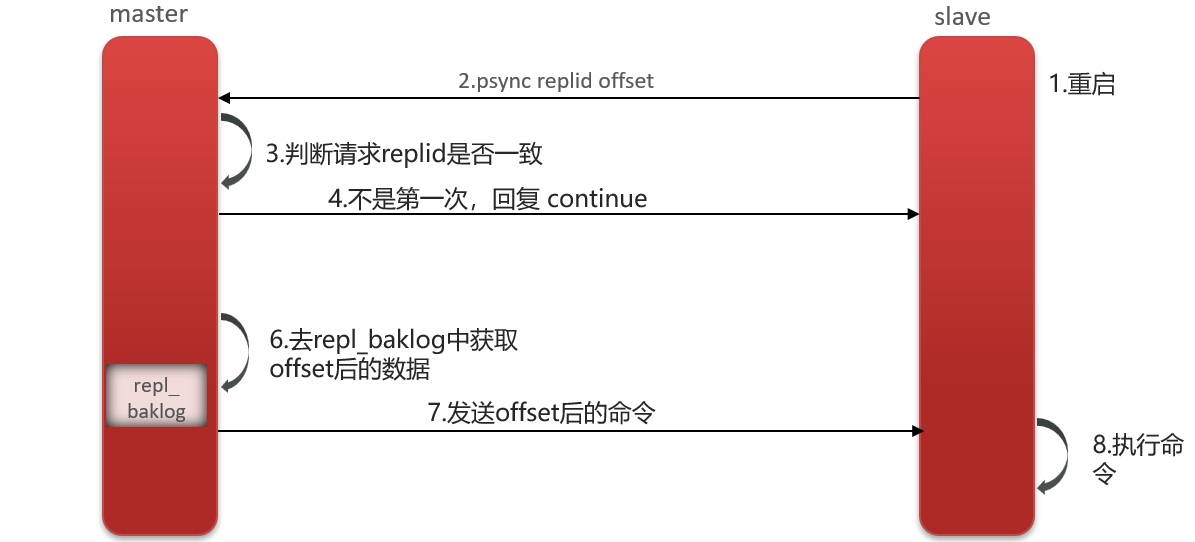 master
slave
2.psync replid offset
1.重启
3.判断请求replid是否一致
4.不是第一次，回复 continue
6.去repl_baklog中获取
offset后的数据
repl_
baklog
7.发送offset后的命令
8.执行命
令